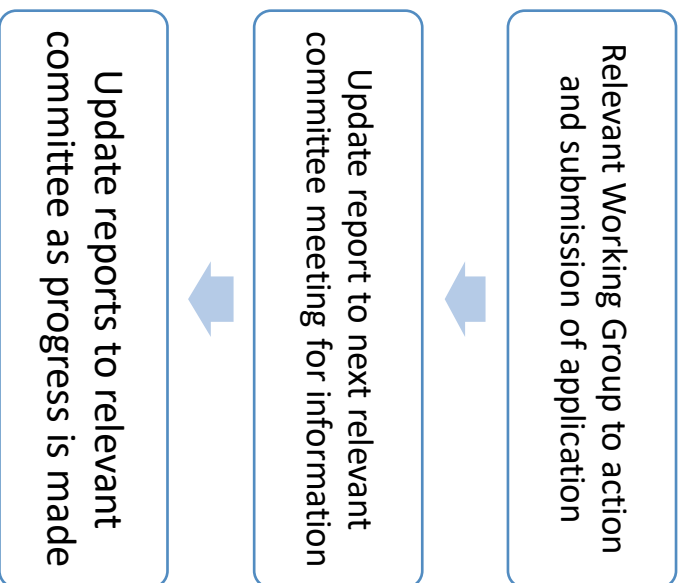 Relevant Working Group to action
and submission of application
Update report to next relevant
committee meeting for information
Update reports to relevant
committee as progress is made